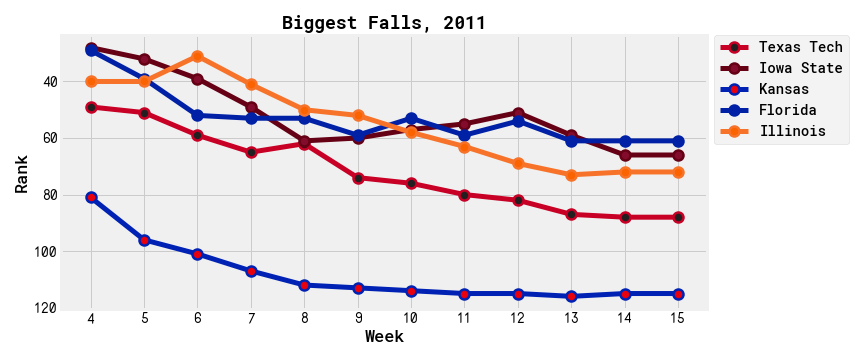 Biggest Falls, 2011
Texas Tech
Iowa State
Kansas
Florida
Illinois
Rank
40
60
80
100
120
4 5 6 7 8 9 10 11 12 13 14 15
Week